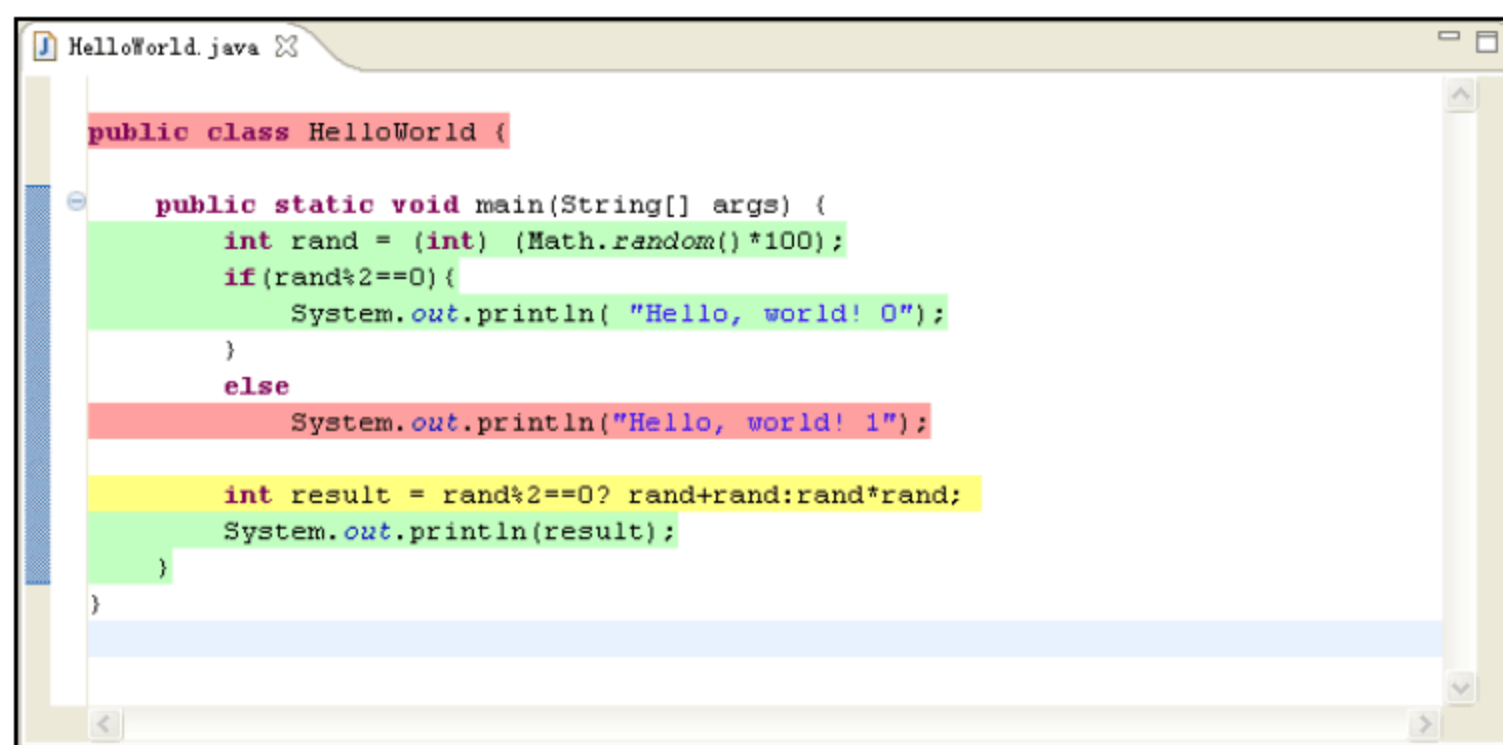 HelloWorld.java
public class HelloWorld {
public static void main(String[] args) {
int rand = (int) (Math.random()*100);
if(rand%2==0){
System.out.println( "Hello, world! 0");
}
else
System.out.println("Hello, world! 1");
int result = rand%2==0? rand+rand:rand*rand;
System.out.println(result);
}
}